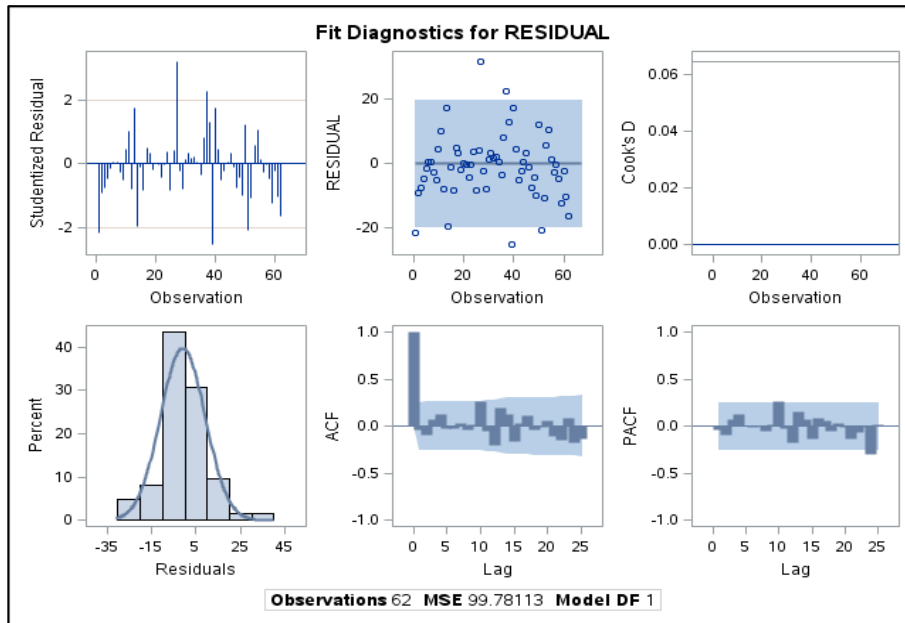 Fit Diagnostics for RESIDUAL
Studentized Residual
2
0
-2
0 20 40 60
Observation
RESIDUAL
20
0
-20
0 20 40 60
Observation
Cook's D
0.06
0.04
0.02
0.00
0 20 40 60
Observation
Percent
40
30
20
10
0
-35 -15 5 25 45
Residuals
ACF
1.0
0.5
0.0
-0.5
-1.0
0 5 10 15 20 25
Lag
PACF
1.0
0.5
0.0
-0.5
-1.0
0 5 10 15 20 25
Lag
Observations 62 MSE 99.78113 Model DF 1